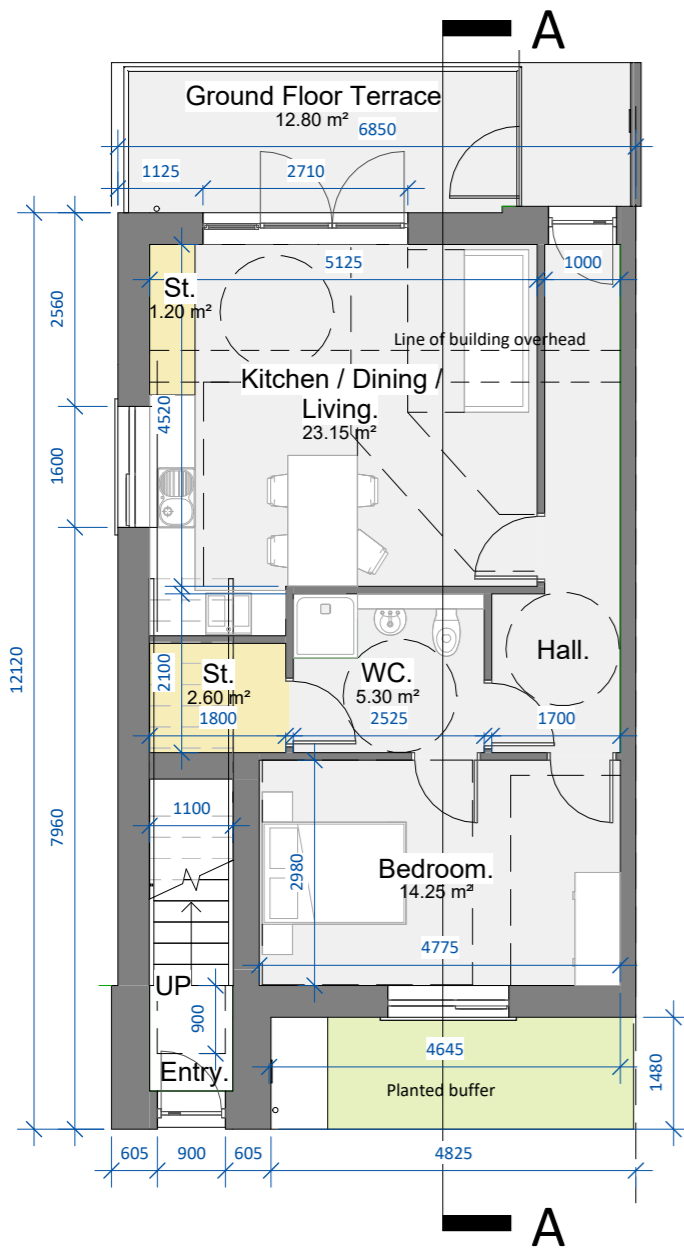 A
Ground Floor Terrace
12.80 m²
6850
1125
2710
5125
1000
St.
1.20 m²
2560
Line of building overhead
Kitchen / Dining /
Living.
23.15 m²
4520
1600
12120
Hall.
St.
2.60 m²
WC.
5.30 m²
2100
1800
2525
1700
7960
1100
2980
Bedroom.
14.25 m²
4775
UP
900
Entry.
4645
Planted buffer
1480
605
900
605
4825
A